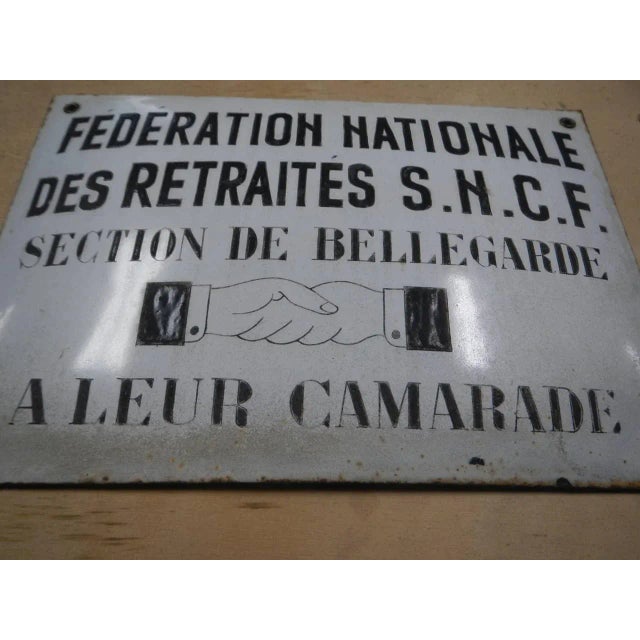 FÉDÉRATION NATIONALE
DES RETRAITÉS S.N.C.F.
SECTION DE BELLEGARDE
A LEUR CAMARADE